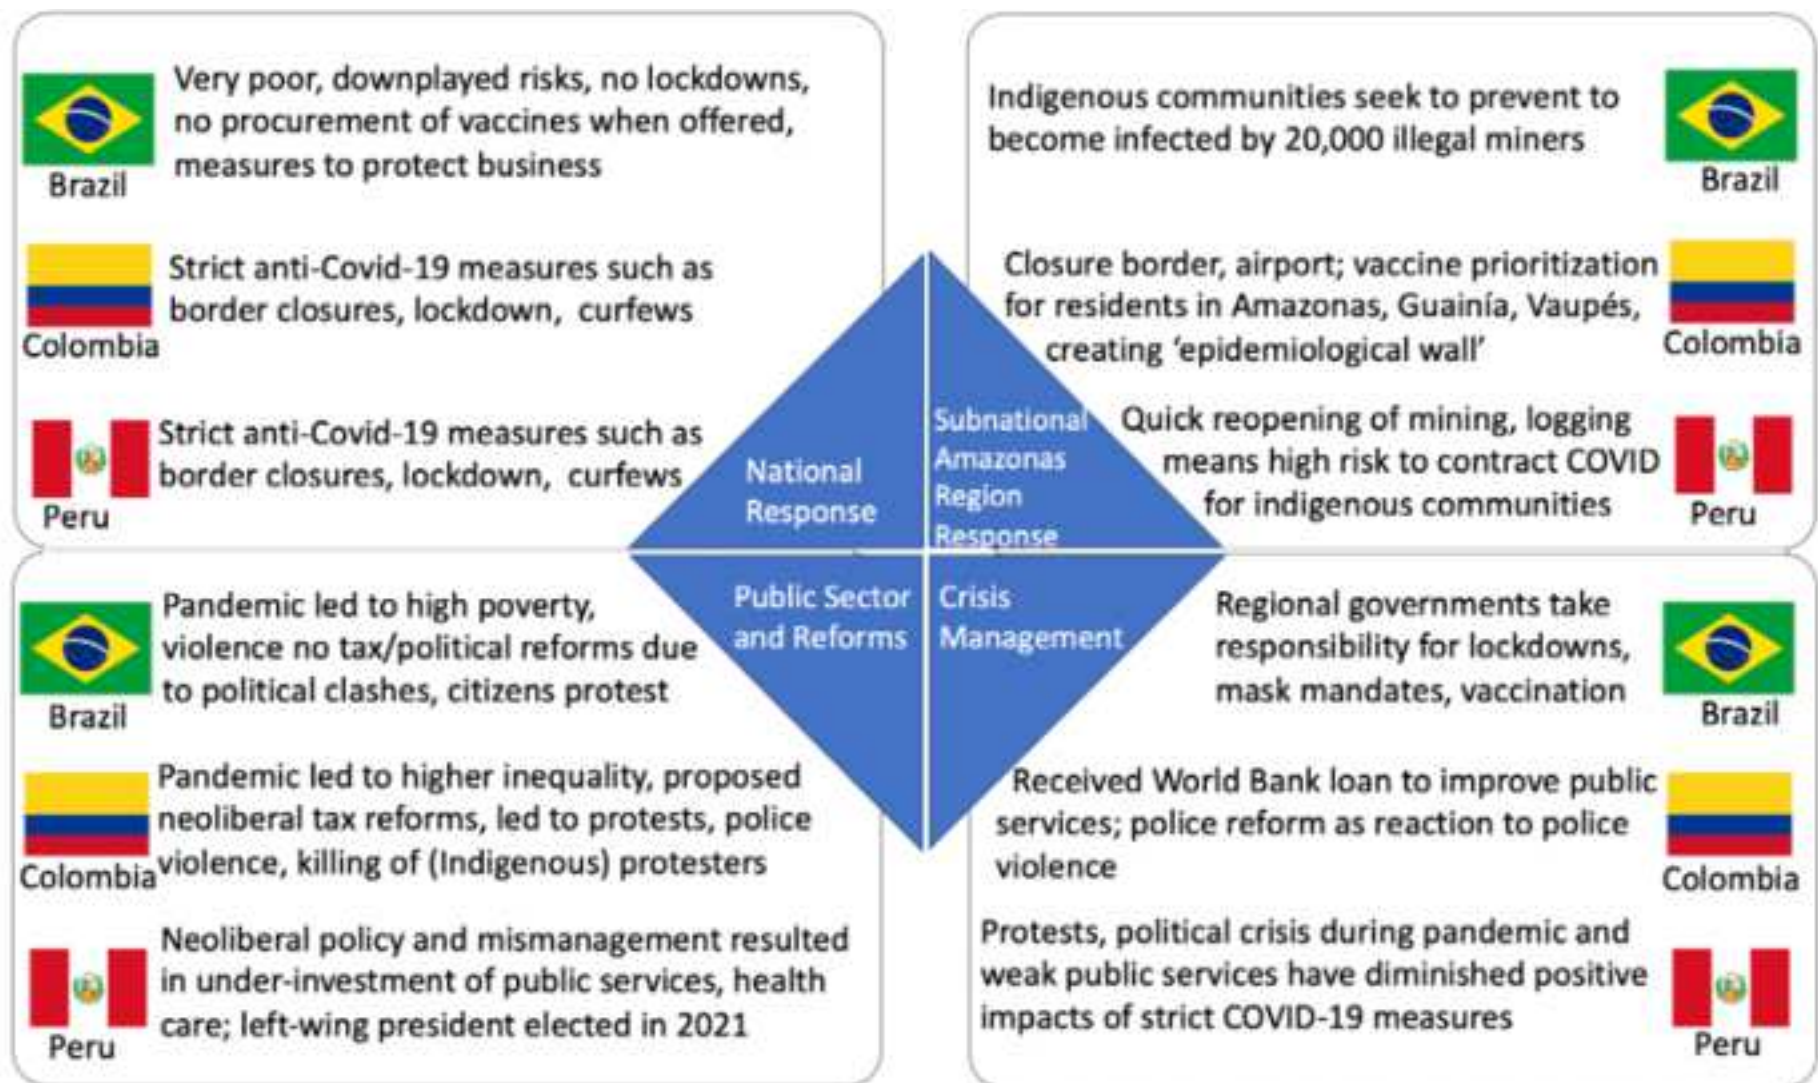 Very poor, downplayed risks, no lockdowns,
no procurement of vaccines when offered,
measures to protect business
Brazil
Strict anti-Covid-19 measures such as
border closures, lockdown, curfews
Colombia
Strict anti-Covid-19 measures such as
border closures, lockdown, curfews
Peru
Indigenous communities seek to prevent to
become infected by 20,000 illegal miners
Brazil
Closure border, airport; vaccine prioritization
for residents in Amazonas, Guainía, Vaupés,
creating ‘epidemiological wall’
Colombia
Quick reopening of mining, logging
means high risk to contract COVID
for indigenous communities
Peru
National
Response
Subnational
Amazonas
Region
Response
Public Sector
and Reforms
Crisis
Management
Pandemic led to high poverty,
violence no tax/political reforms due
to political clashes, citizens protest
Brazil
Pandemic led to higher inequality, proposed
neoliberal tax reforms, led to protests, police
violence, killing of (Indigenous) protesters
Colombia
Neoliberal policy and mismanagement resulted
in under-investment of public services, health
care; left-wing president elected in 2021
Peru
Regional governments take
responsibility for lockdowns,
mask mandates, vaccination
Brazil
Received World Bank loan to improve public
services; police reform as reaction to police
violence
Colombia
Protests, political crisis during pandemic and
weak public services have diminished positive
impacts of strict COVID-19 measures
Peru